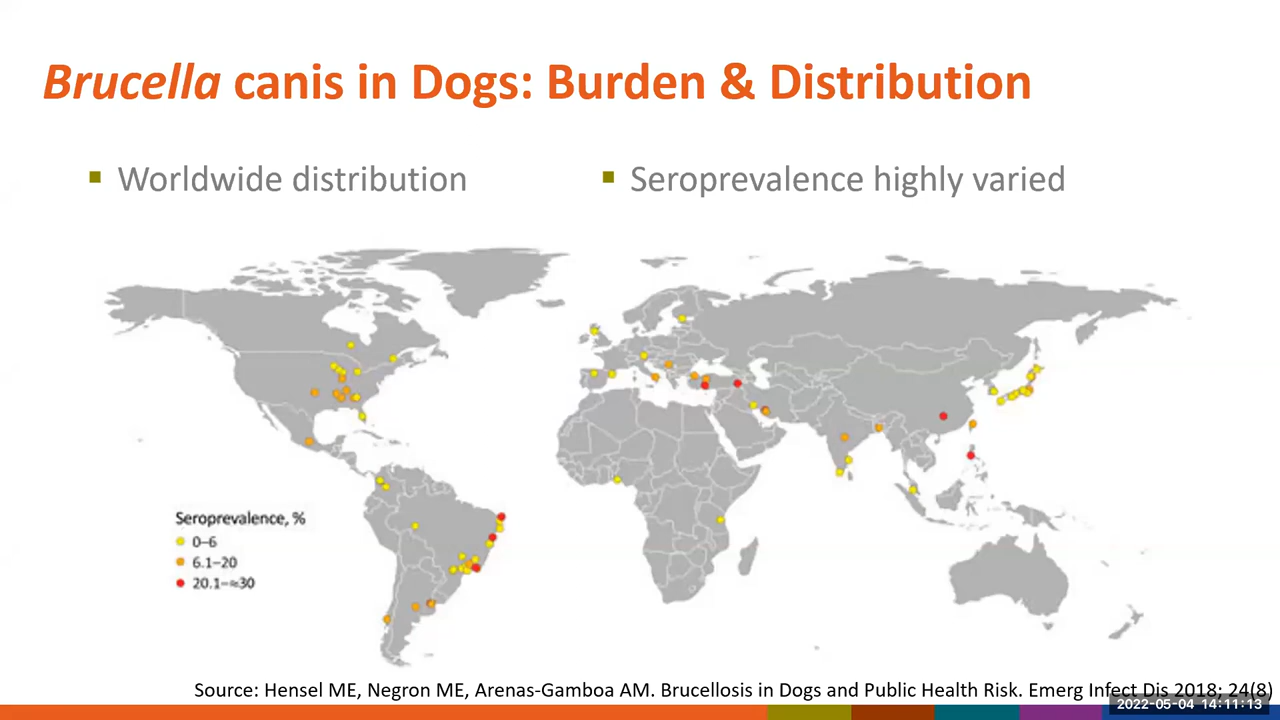 Brucella canis in Dogs: Burden & Distribution
Worldwide distribution
Seroprevalence highly varied
Seroprevalence, %
0–6
6.1–20
20.1–≈30
Source: Hensel ME, Negron ME, Arenas-Gamboa AM. Brucellosis in Dogs and Public Health Risk. Emerg Infect Dis 2018; 24(8)
2022-05-04 14:11:13